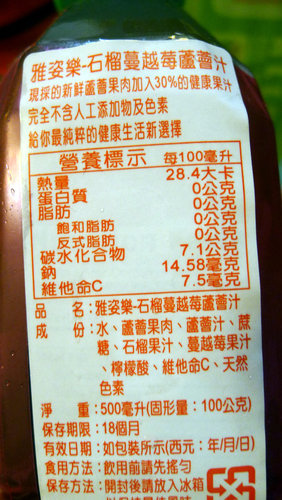 雅姿樂-石榴蔓越莓蘆薈汁
現採的新鮮蘆薈果肉加入30%的健康果汁
完全不含人工添加物及色素
給你最純粹的健康生活新選擇
營養標示 每100毫升
熱量 28.4大卡
蛋白質 0公克
脂肪 0公克
飽和脂肪 0公克
反式脂肪 0公克
碳水化合物 7.1公克
鈉 14.58毫克
維他命C 7.5毫克
品 名：雅姿樂-石榴蔓越莓蘆薈汁
成 份：水、蘆薈果肉、蘆薈汁、蔗
糖、石榴果汁、蔓越莓果汁
、檸檬酸、維他命C、天然
色素
淨 重：500毫升(固形量：100公克)
保存期限：18個月
有效日期：如包裝所示(西元：年/月/日)
食用方法：飲用前請先搖勻
保存方法：開封後請放入冰箱